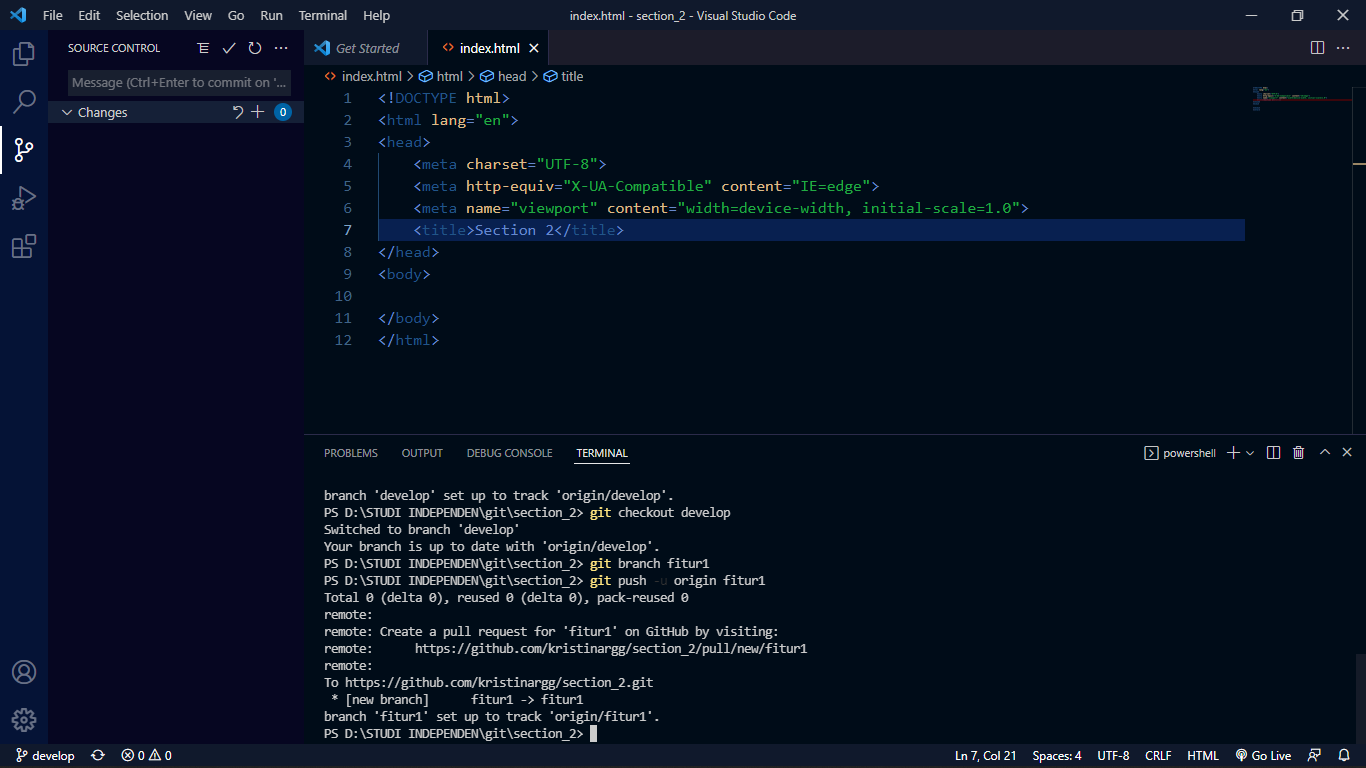 File Edit Selection View Go Run Terminal Help
index.html - section_2 - Visual Studio Code
SOURCE CONTROL
Message (Ctrl+Enter to commit on '...
Changes
0
Get Started
index.html
index.html > html > head > title
1 <!DOCTYPE html>
2 <html lang="en">
3 <head>
4 <meta charset="UTF-8">
5 <meta http-equiv="X-UA-Compatible" content="IE=edge">
6 <meta name="viewport" content="width=device-width, initial-scale=1.0">
7 <title>Section 2</title>
8 </head>
9 <body>
10
11 </body>
12 </html>
PROBLEMS OUTPUT DEBUG CONSOLE TERMINAL
powershell
branch 'develop' set up to track 'origin/develop'.
PS D:\STUDI INDEPENDEN\git\section_2> git checkout develop
Switched to branch 'develop'
Your branch is up to date with 'origin/develop'.
PS D:\STUDI INDEPENDEN\git\section_2> git branch fitur1
PS D:\STUDI INDEPENDEN\git\section_2> git push -u origin fitur1
Total 0 (delta 0), reused 0 (delta 0), pack-reused 0
remote:
remote: Create a pull request for 'fitur1' on GitHub by visiting:
remote:      https://github.com/kristinargg/section_2/pull/new/fitur1
remote:
To https://github.com/kristinargg/section_2.git
 * [new branch]      fitur1 -> fitur1
branch 'fitur1' set up to track 'origin/fitur1'.
PS D:\STUDI INDEPENDEN\git\section_2>
develop 0 0 Ln 7, Col 21 Spaces: 4 UTF-8 CRLF HTML Go Live